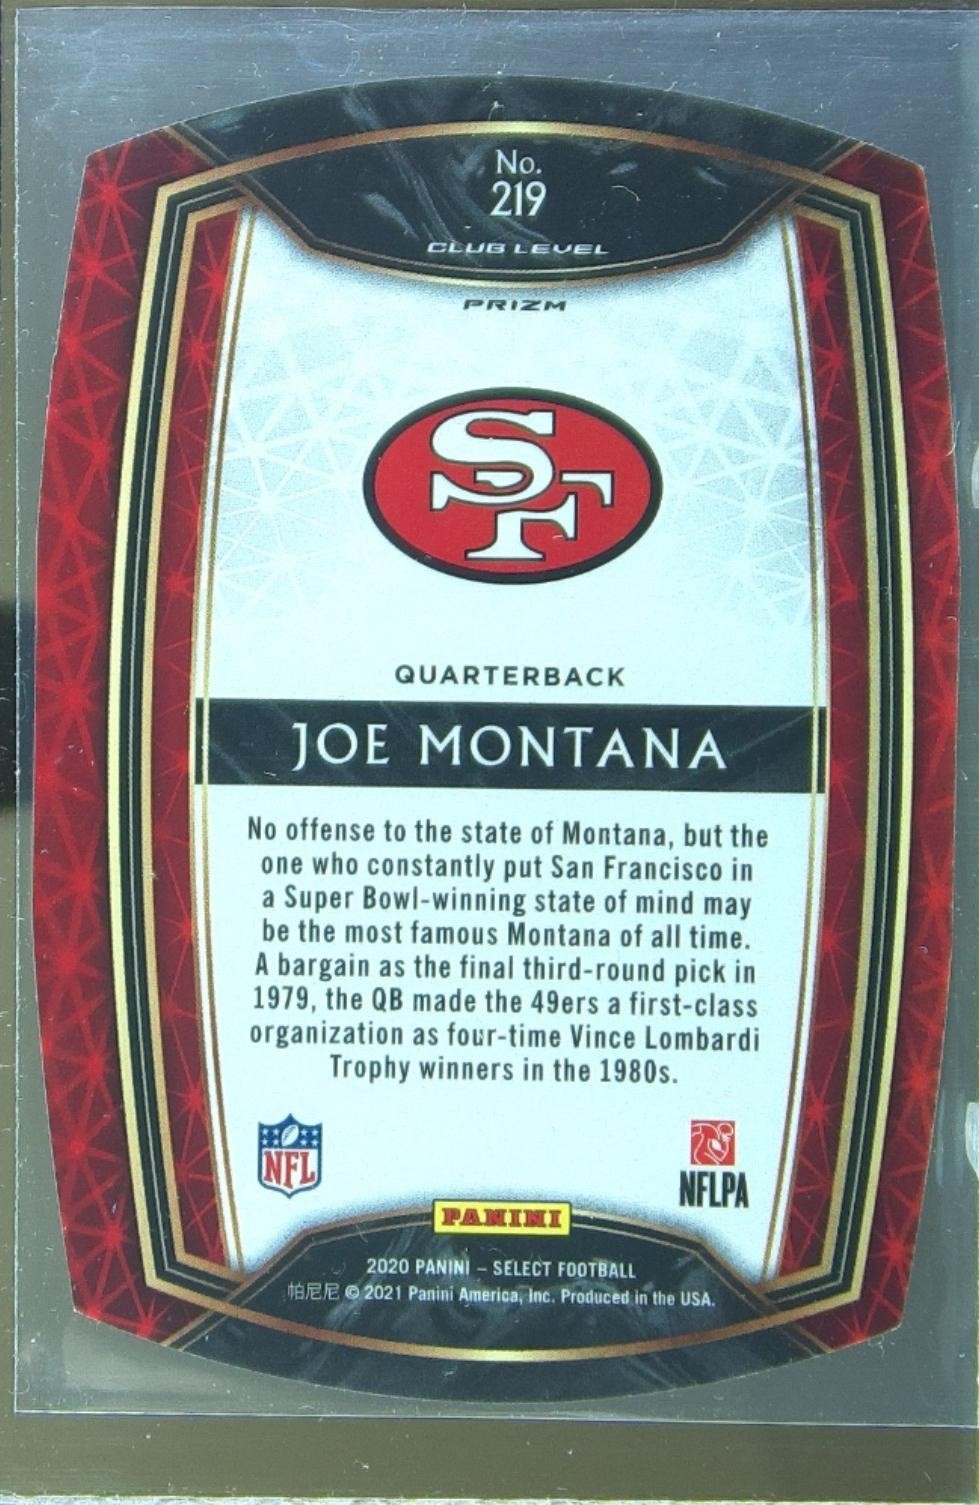 No.
219
CLUB LEVEL
PRIZM
SF
QUARTERBACK
JOE MONTANA
No offense to the state of Montana, but the
one who constantly put San Francisco in
a Super Bowl-winning state of mind may
be the most famous Montana of all time.
A bargain as the final third-round pick in
1979, the QB made the 49ers a first-class
organization as four-time Vince Lombardi
Trophy winners in the 1980s.
NFL
NFLPA
PANINI
2020 PANINI – SELECT FOOTBALL
帕尼尼 © 2021 Panini America, Inc. Produced in the USA.